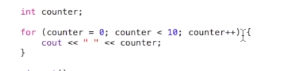 int counter;
for (counter = 0; counter < 10; counter++) {
cout << " " << counter;
}